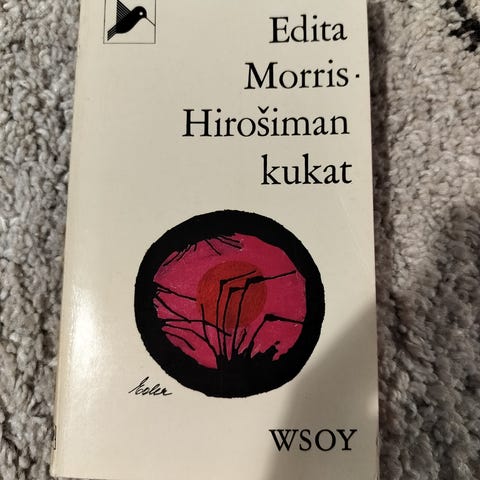 Edita
Morris·
Hirošiman
kukat
WSOY